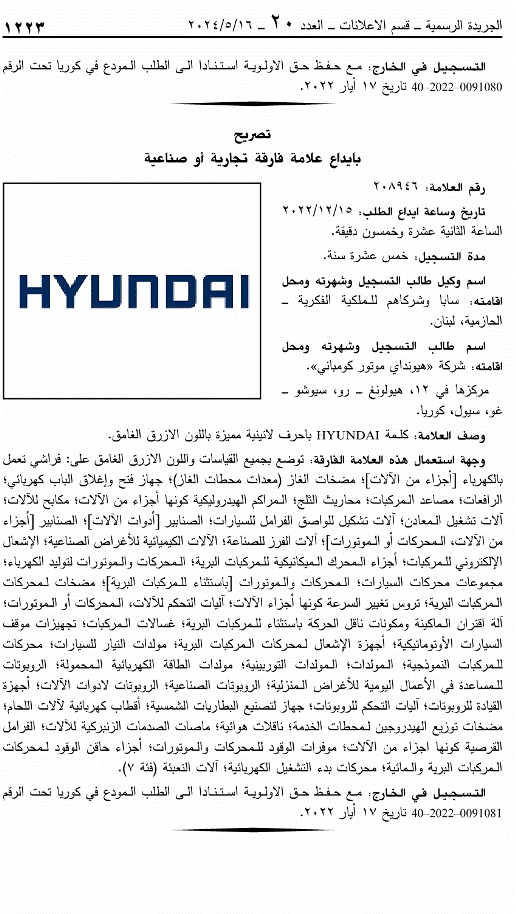 الجريدة الرسمية ــ قسم الاعلانات ــ العدد ٢٠ ــ ٢٠٢٤/٥/١٦
١٢٢٣
التسجيل في الخارج: مع حفظ حق الاولوية استنادا الى الطلب المودع في كوريا تحت الرقم
40-2022-0091080 تاريخ ١٧ أيار ٢٠٢٢.
تصريح
بايداع علامة فارقة تجارية أو صناعية
رقم العلامة: ٢٠٨٩٤٦
تاريخ وساعة ايداع الطلب: ٢٠٢٢/١٢/١٥
الساعة الثانية عشرة وخمسون دقيقة.
مدة التسجيل: خمس عشرة سنة.
اسم وكيل طالب التسجيل وشهرته ومحل
اقامته: سابا وشركاهم للملكية الفكرية ــ
الحازمية، لبنان.
اسم طالب التسجيل وشهرته ومحل
اقامته: شركة «هيونداي موتور كومباني».
مركزها في ١٢، هيولونغ ــ رو، سيوشو ــ
غو، سيول، كوريا.
HYUNDAI
وصف العلامة: كلمة HYUNDAI باحرف لاتينية مميزة باللون الازرق الغامق.
وجهة استعمال هذه العلامة الفارقة: توضع بجميع القياسات واللون الازرق الغامق على: فراشي تعمل
بالكهرباء [أجزاء من الآلات]؛ مضخات الغاز (معدات محطات الغاز)؛ جهاز فتح وإغلاق الباب كهربائي؛
الرافعات؛ مصاعد المركبات؛ محاريث الثلج؛ المراكم الهيدروليكية كونها أجزاء من الآلات؛ مكابح للآلات؛
آلات تشغيل المعادن؛ آلات تشكيل للواصق الفرامل للسيارات؛ الصنابير [أدوات الآلات]؛ الصنابير [أجزاء
من الآلات، المحركات أو الموتورات]؛ آلات الفرز للصناعة؛ الآلات الكيميائية للأغراض الصناعية؛ الإشعال
الإلكتروني للمركبات؛ أجزاء المحرك الميكانيكية للمركبات البرية؛ المحركات والموتورات لتوليد الكهرباء؛
مجموعات محركات السيارات؛ المحركات والموتورات [باستثناء للمركبات البرية]؛ مضخات لمحركات
المركبات البرية؛ تروس تغيير السرعة كونها أجزاء الآلات؛ آليات التحكم للآلات، المحركات أو الموتورات؛
آلة اقتران الماكينة ومكونات ناقل الحركة باستثناء للمركبات البرية؛ غسالات المركبات؛ تجهيزات موقف
السيارات الأوتوماتيكية؛ أجهزة الإشعال لمحركات المركبات البرية؛ مولدات التيار للسيارات؛ محركات
للمركبات النموذجية؛ المولدات؛ المولدات التوربينية؛ مولدات الطاقة الكهربائية المحمولة؛ الروبوتات
للمساعدة في الأعمال اليومية للأغراض المنزلية؛ الروبوتات الصناعية؛ الروبوتات لادوات الآلات؛ أجهزة
القيادة للروبوتات؛ آليات التحكم للروبوتات؛ جهاز لتصنيع البطاريات الشمسية؛ أقطاب كهربائية لآلات اللحام؛
مضخات توزيع الهيدروجين لمحطات الخدمة؛ ناقلات هوائية؛ ماصات الصدمات الزنبركية للآلات؛ الفرامل
القرصية كونها اجزاء من الآلات؛ موفرات الوقود للمحركات والموتورات؛ أجزاء حاقن الوقود لمحركات
المركبات البرية والمائية؛ محركات بدء التشغيل الكهربائية؛ آلات التعبئة (فئة ٧).
التسجيل في الخارج: مع حفظ حق الاولوية استنادا الى الطلب المودع في كوريا تحت الرقم
40-2022-0091081 تاريخ ١٧ أيار ٢٠٢٢.